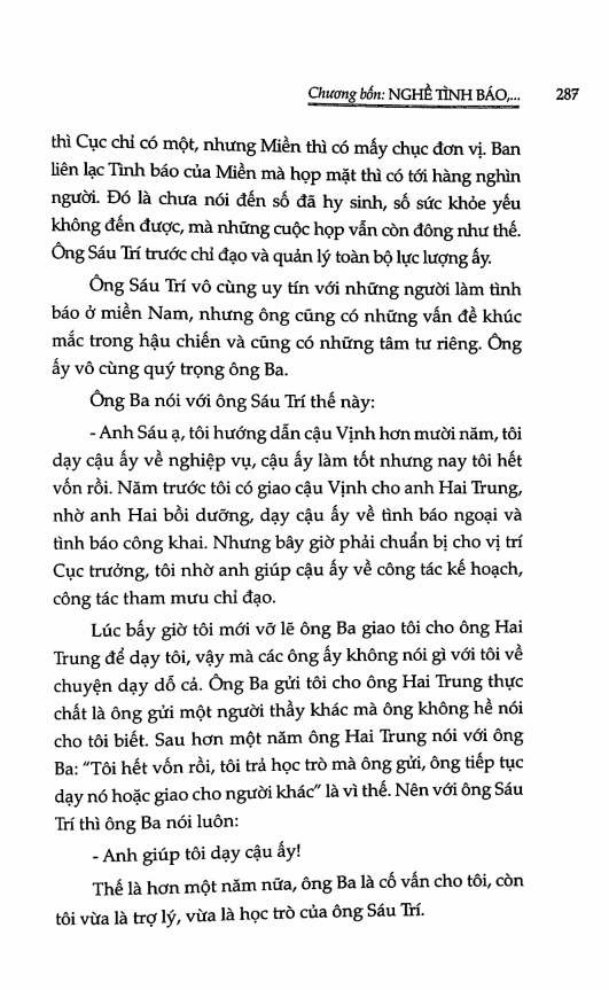 Chương bốn: NGHỀ TÌNH BÁO,... 287
thì Cục chỉ có một, nhưng Miền thì có mấy chục đơn vị. Ban
liên lạc Tình báo của Miền mà họp mặt thì có tới hàng nghìn
người. Đó là chưa nói đến số đã hy sinh, số sức khỏe yếu
không đến được, mà những cuộc họp vẫn còn đông như thế.
Ông Sáu Trí trước chỉ đạo và quản lý toàn bộ lực lượng ấy.
Ông Sáu Trí vô cùng uy tín với những người làm tình
báo ở miền Nam, nhưng ông cũng có những vấn đề khúc
mắc trong hậu chiến và cũng có những tâm tư riêng. Ông
ấy vô cùng quý trọng ông Ba.
Ông Ba nói với ông Sáu Trí thế này:
- Anh Sáu ạ, tôi hướng dẫn cậu Vịnh hơn mười năm, tôi
dạy cậu ấy về nghiệp vụ, cậu ấy làm tốt nhưng nay tôi hết
vốn rồi. Năm trước tôi có giao cậu Vịnh cho anh Hai Trung,
nhờ anh Hai bồi dưỡng, dạy cậu ấy về tình báo ngoại và
tình báo công khai. Nhưng bây giờ phải chuẩn bị cho vị trí
Cục trưởng, tôi nhờ anh giúp cậu ấy về công tác kế hoạch,
công tác tham mưu chỉ đạo.
Lúc bấy giờ tôi mới vỡ lẽ ông Ba giao tôi cho ông Hai
Trung để dạy tôi, vậy mà các ông ấy không nói gì với tôi về
chuyện dạy dỗ cả. Ông Ba gửi tôi cho ông Hai Trung thực
chất là ông gửi một người thầy khác mà ông không hề nói
cho tôi biết. Sau hơn một năm ông Hai Trung nói với ông
Ba: “Tôi hết vốn rồi, tôi trả học trò mà ông gửi, ông tiếp tục
dạy nó hoặc giao cho người khác” là vì thế. Nên với ông Sáu
Trí thì ông Ba nói luôn:
- Anh giúp tôi dạy cậu ấy!
Thế là hơn một năm nữa, ông Ba là cố vấn cho tôi, còn
tôi vừa là trợ lý, vừa là học trò của ông Sáu Trí.